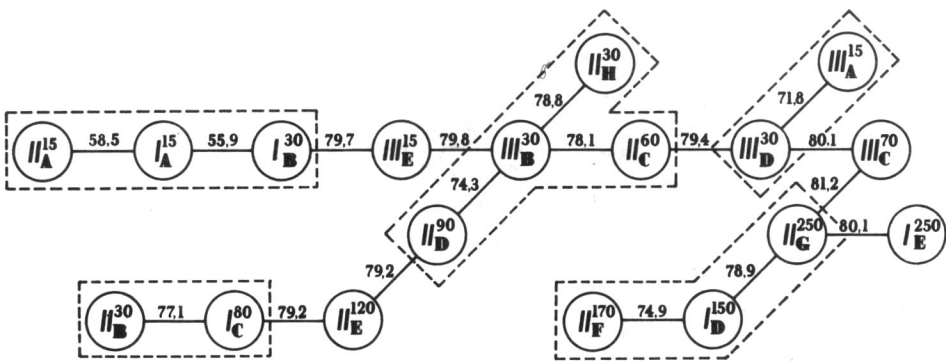 II 30 H
III 15 A
78,8
71,8
II 15 A 58,5 I 15 A 55,9 I 30 B 79,7 III 15 E 79,8 III 30 B 78,1 II 60 C 79,4 III 30 D 80,1 III 70 C
74,3
81,2
II 90 D
II 250 G 80,1 I 250 E
79,2
78,9
II 30 B 77,1 I 80 C 79,2 II 120 E
II 170 F 74,9 I 150 D